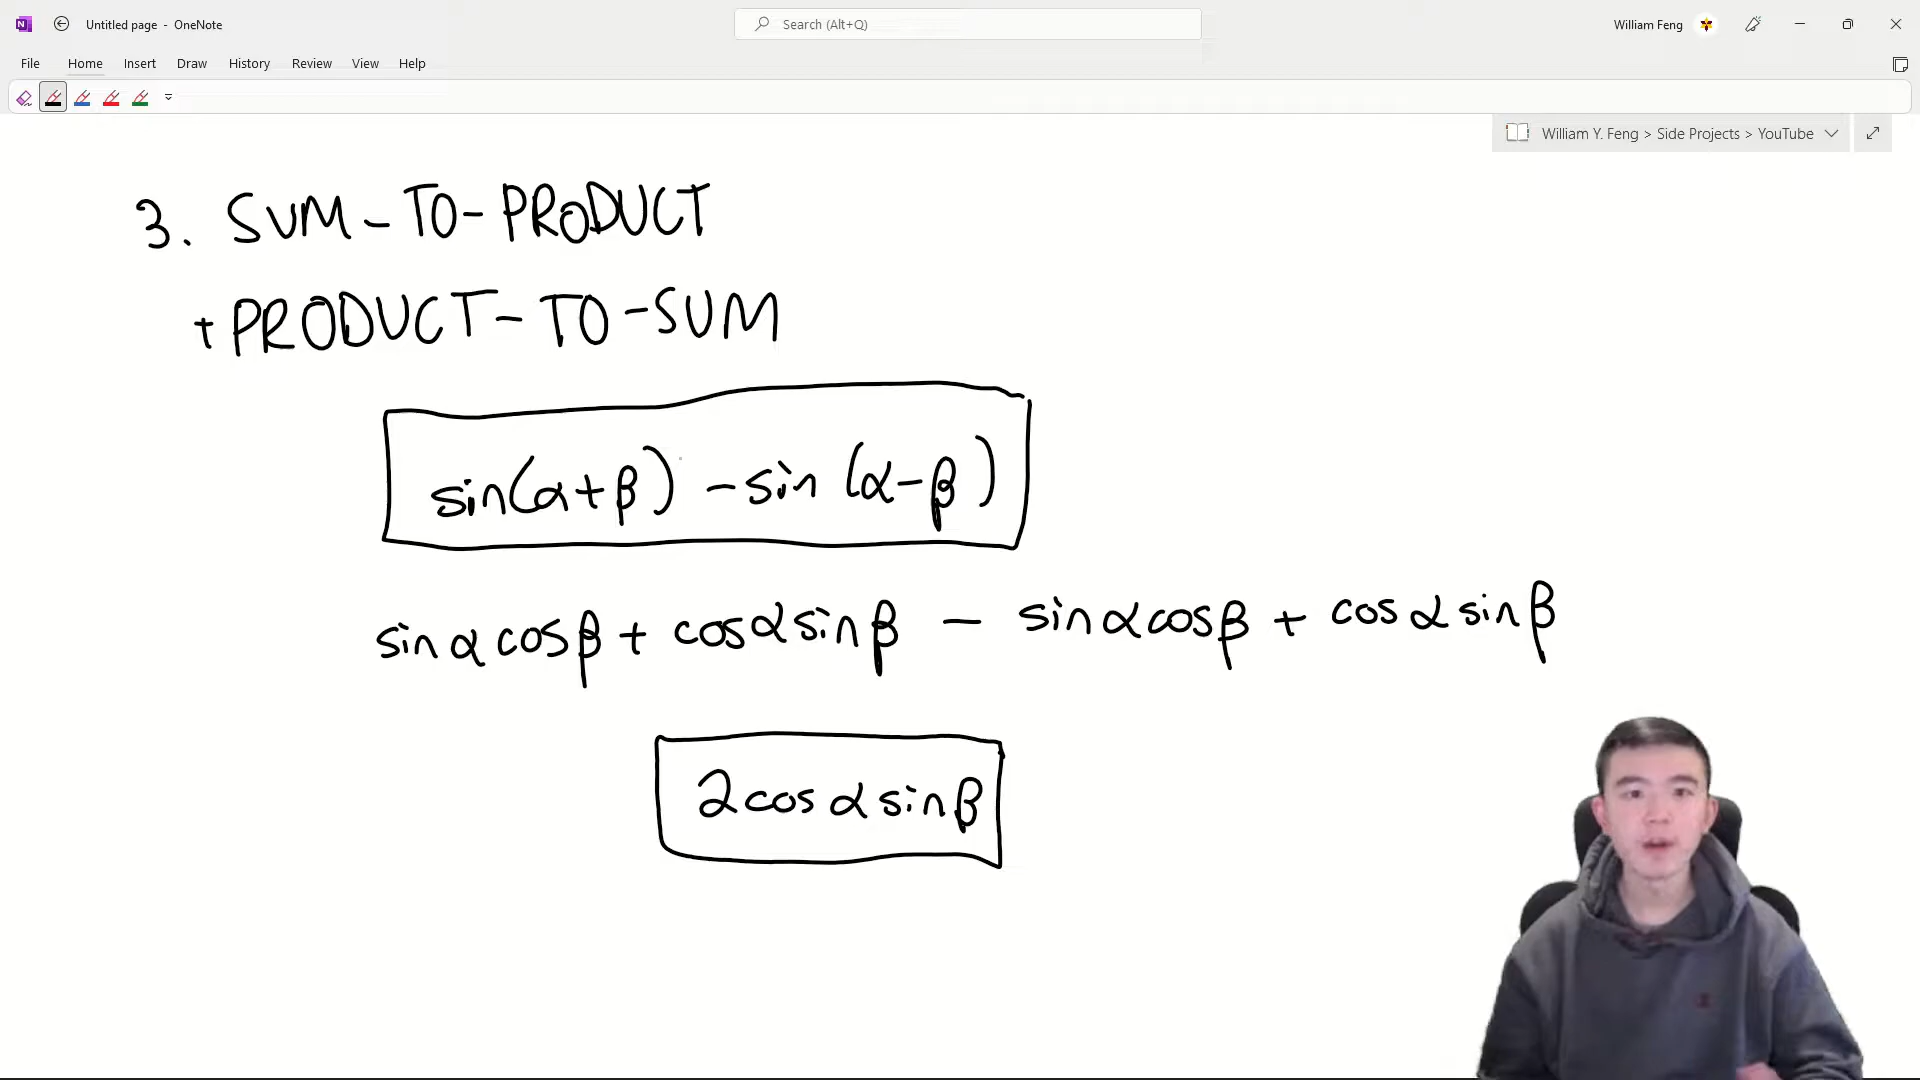 Untitled page - OneNote
Search (Alt+Q)
William Feng
File Home Insert Draw History Review View Help
William Y. Feng > Side Projects > YouTube
3. SUM-TO-PRODUCT
+ PRODUCT-TO-SUM
sin(α+β) - sin(α-β)
sinα cosβ + cosα sinβ - sinα cosβ + cosα sinβ
2cosα sinβ